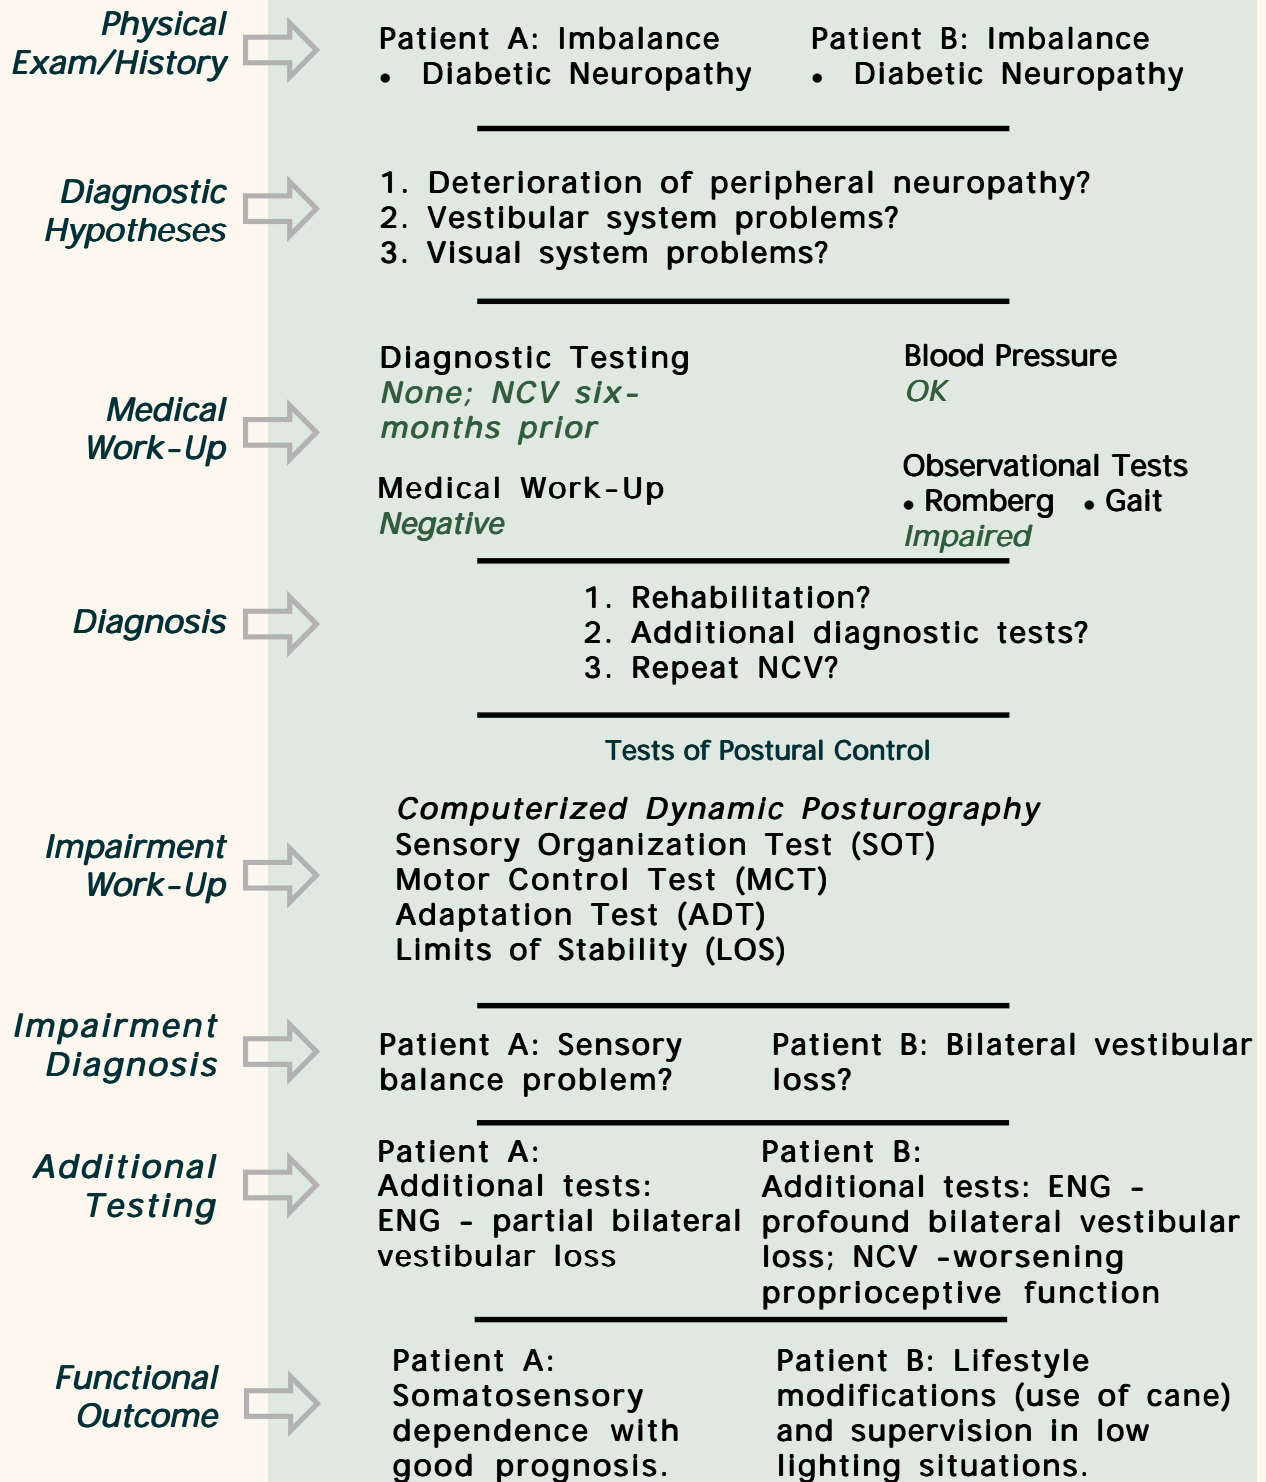 Physical
Exam/History
Patient A: Imbalance
• Diabetic Neuropathy
Patient B: Imbalance
• Diabetic Neuropathy
Diagnostic
Hypotheses
1. Deterioration of peripheral neuropathy?
2. Vestibular system problems?
3. Visual system problems?
Medical
Work-Up
Diagnostic Testing
None; NCV six-
months prior
Medical Work-Up
Negative
Blood Pressure
OK
Observational Tests
• Romberg • Gait
Impaired
Diagnosis
1. Rehabilitation?
2. Additional diagnostic tests?
3. Repeat NCV?
Impairment
Work-Up
Tests of Postural Control
Computerized Dynamic Posturography
Sensory Organization Test (SOT)
Motor Control Test (MCT)
Adaptation Test (ADT)
Limits of Stability (LOS)
Impairment
Diagnosis
Patient A: Sensory
balance problem?
Patient B: Bilateral vestibular
loss?
Additional
Testing
Patient A:
Additional tests:
ENG - partial bilateral
vestibular loss
Patient B:
Additional tests: ENG -
profound bilateral vestibular
loss; NCV -worsening
proprioceptive function
Functional
Outcome
Patient A:
Somatosensory
dependence with
good prognosis.
Patient B: Lifestyle
modifications (use of cane)
and supervision in low
lighting situations.